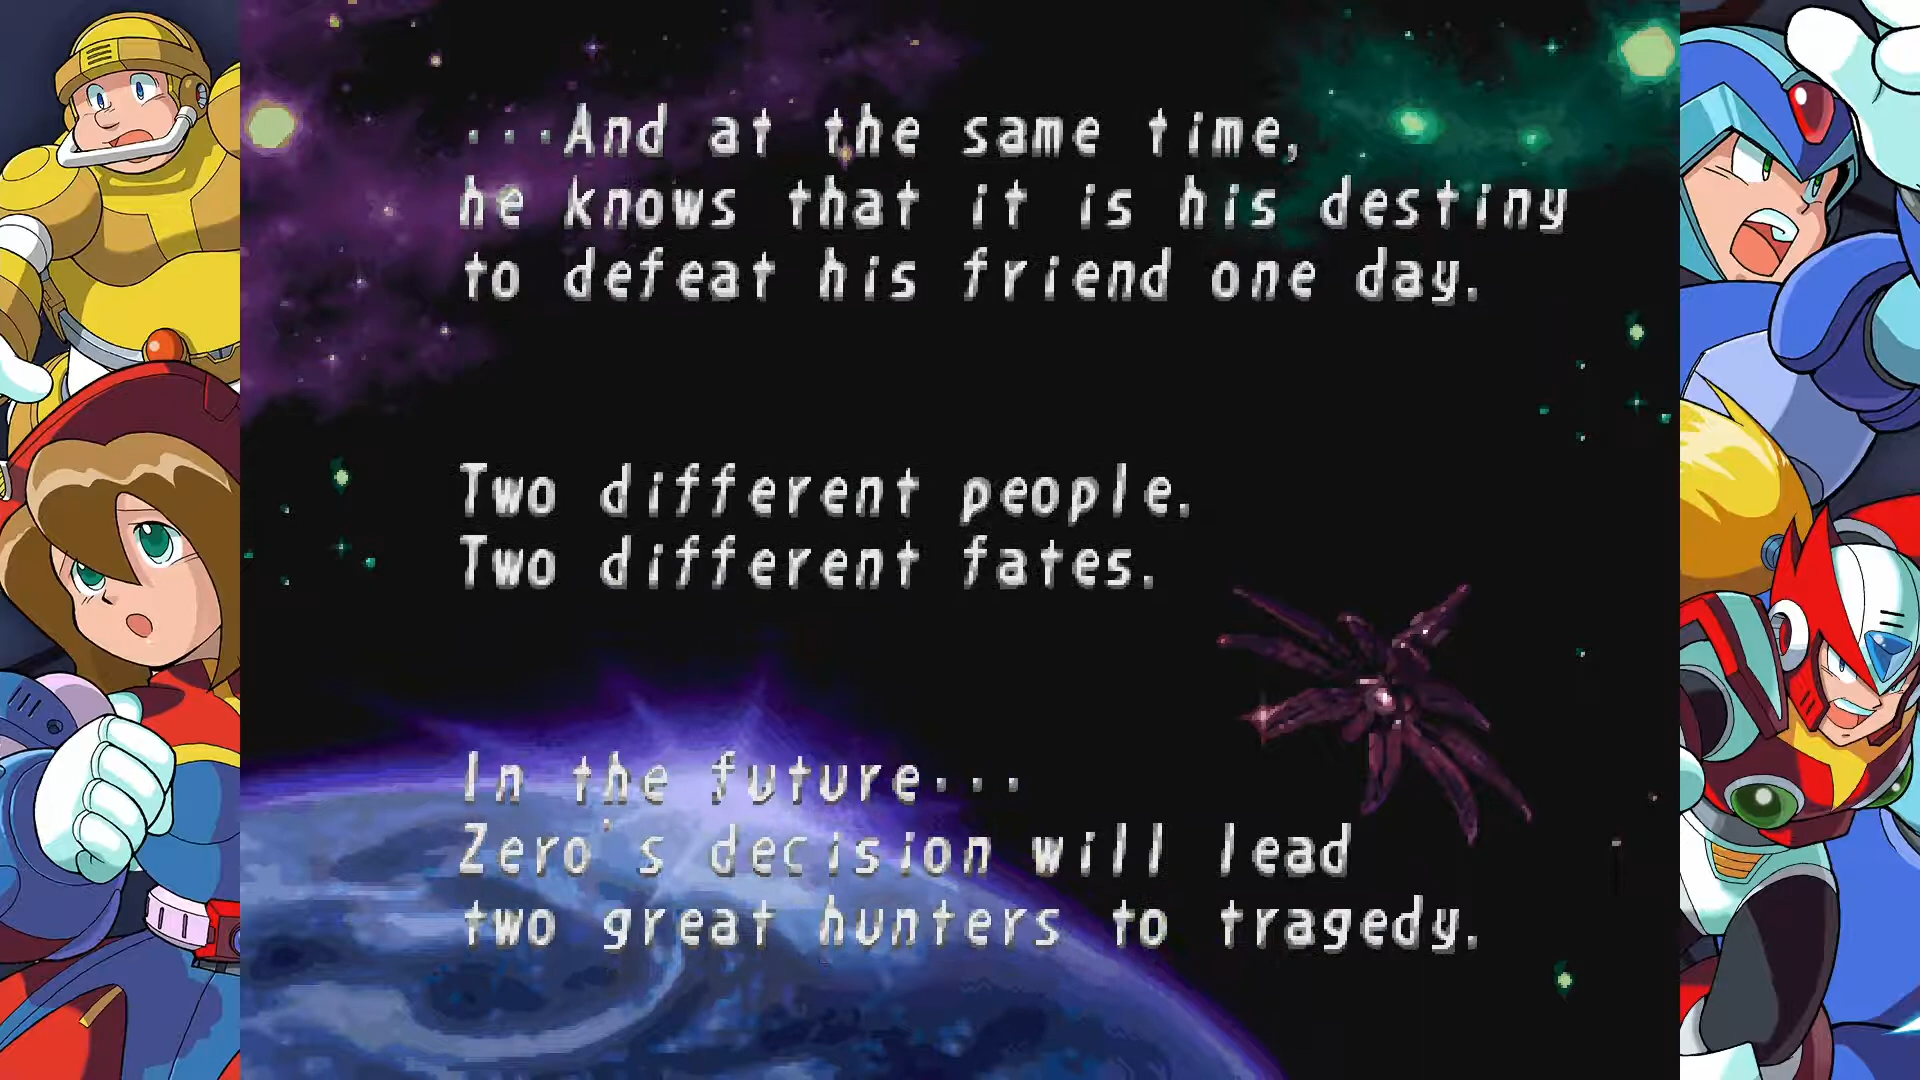 ···And at the same time,
he knows that it is his destiny
to defeat his friend one day.
Two different people.
Two different fates.
In the future···
Zero's decision will lead
two great hunters to tragedy.